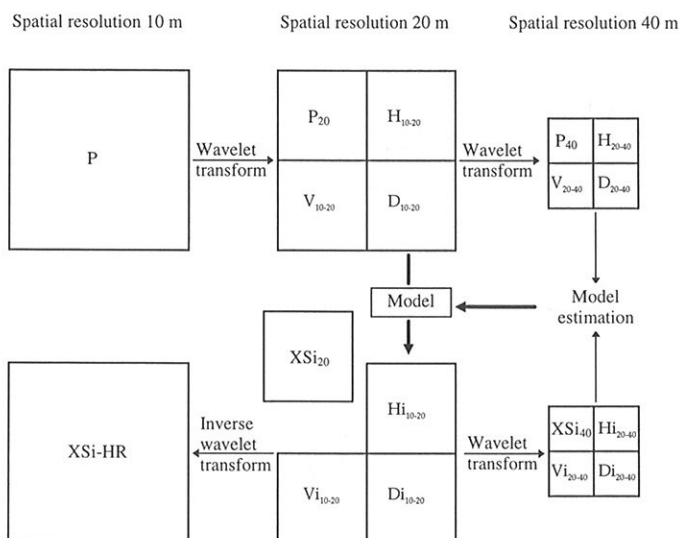 Spatial resolution 10 m
Spatial resolution 20 m
Spatial resolution 40 m
P
Wavelet
transform
P₂₀
H₁₀₋₂₀
V₁₀₋₂₀
D₁₀₋₂₀
Wavelet
transform
P₄₀
H₂₀₋₄₀
V₂₀₋₄₀
D₂₀₋₄₀
Model
Model
estimation
XSi₂₀
XSi-HR
Inverse
wavelet
transform
Hi₁₀₋₂₀
Vi₁₀₋₂₀
Di₁₀₋₂₀
Wavelet
transform
XSi₄₀
Hi₂₀₋₄₀
Vi₂₀₋₄₀
Di₂₀₋₄₀